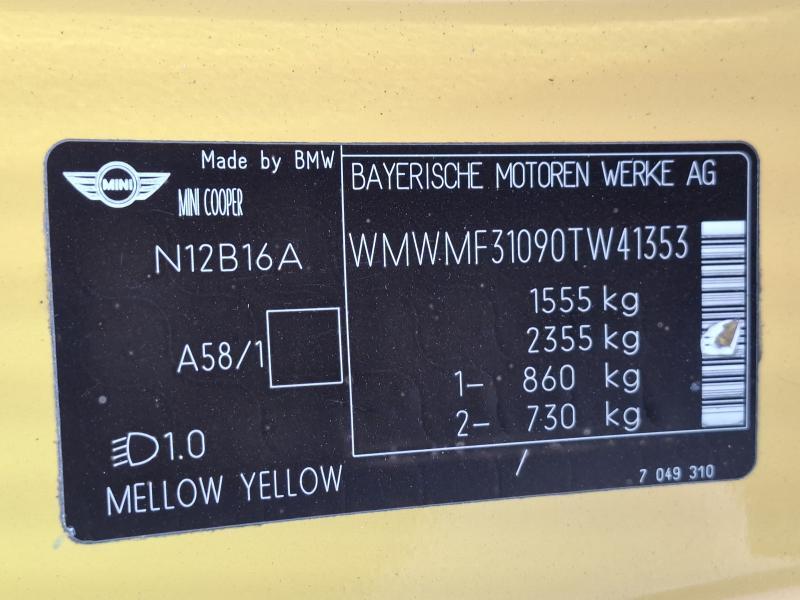 MINI
Made by BMW
MINI COOPER
N12B16A
A58/1
1.0
MELLOW YELLOW
BAYERISCHE MOTOREN WERKE AG
WMWMF31090TW41353
1555 kg
2355 kg
1- 860 kg
2- 730 kg
/
7 049 310